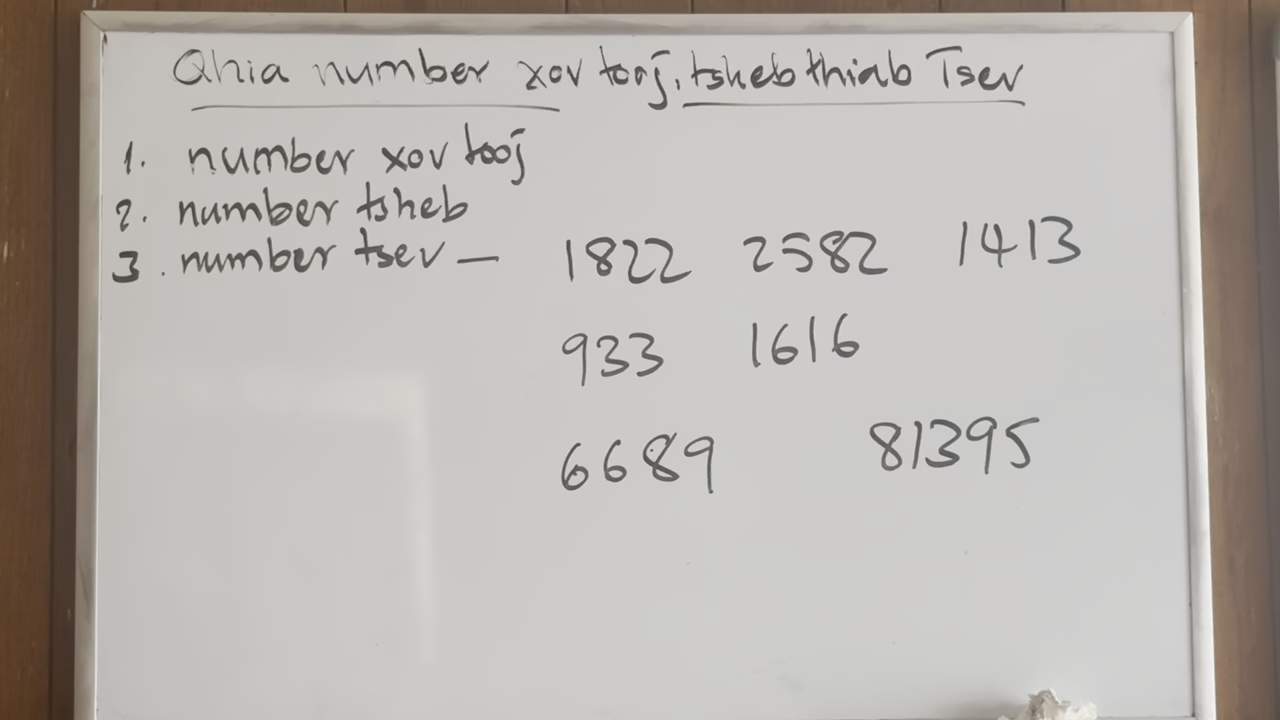 Qhia number xov tooj, tsheb thiab Tsev
1. number xov tooj
2. number tsheb
3. number tsev — 1822 2582 1413
933 1616
6689 81395